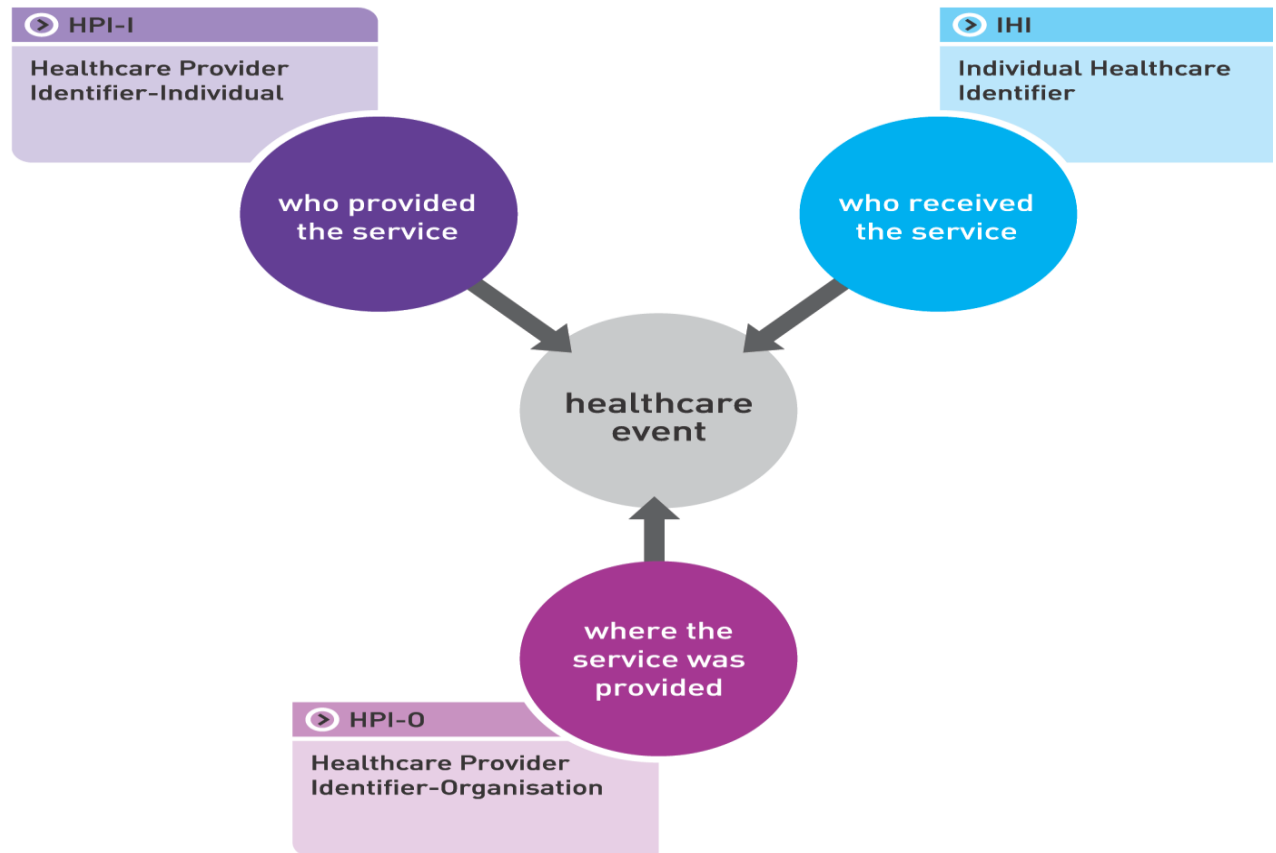 HPI-I
Healthcare Provider
Identifier-Individual
who provided
the service
IHI
Individual Healthcare
Identifier
who received
the service
healthcare
event
where the
service was
provided
HPI-O
Healthcare Provider
Identifier-Organisation